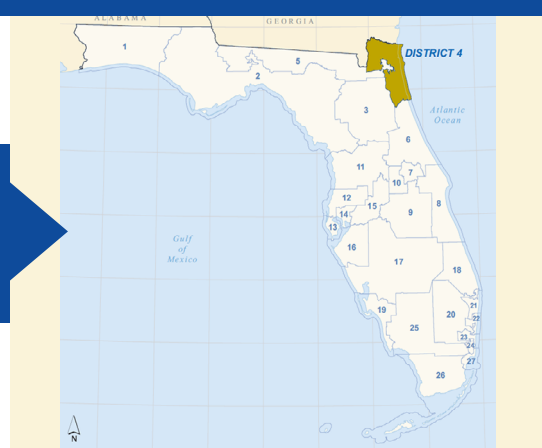 ALABAMA
GEORGIA
1
5
DISTRICT 4
2
3
Atlantic
Ocean
6
11
7
10
12
15
8
14
9
13
Gulf
of
Mexico
16
17
18
19
21
20
22
25
23
24
27
26
N